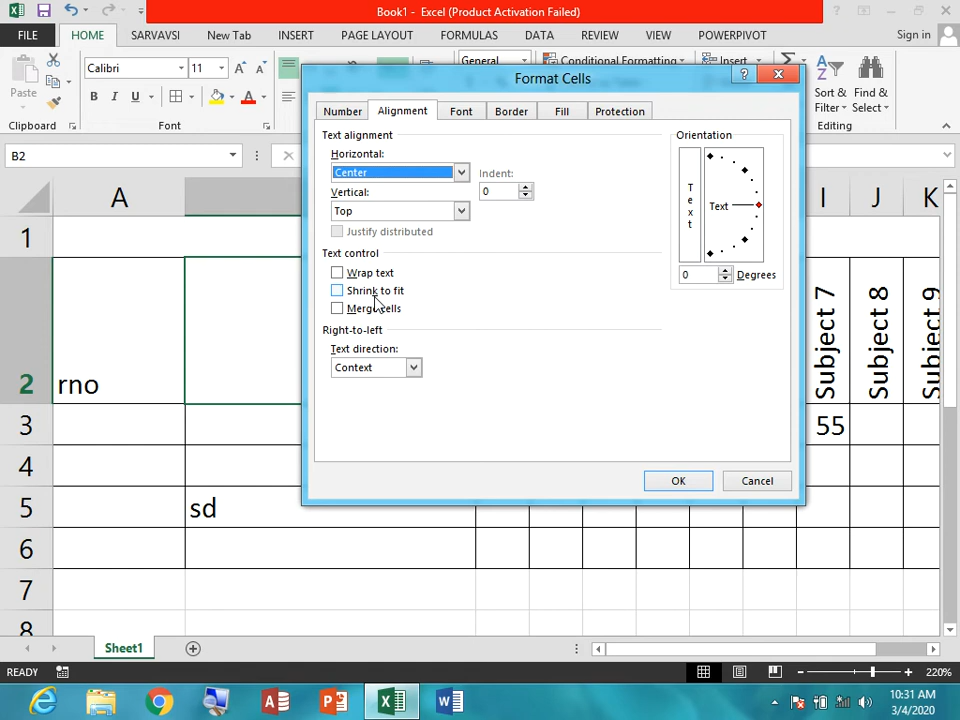 Book1 - Excel (Product Activation Failed)
FILE HOME SARVAVSI New Tab INSERT PAGE LAYOUT FORMULAS DATA REVIEW VIEW POWERPIVOT Sign in
Calibri 11 General Conditional Formatting Insert
Paste
B I U A
Sort & Filter Find & Select
Clipboard Font Editing
B2
Format Cells
Number Alignment Font Border Fill Protection
Text alignment
Horizontal:
Center
Indent:
0
Vertical:
Top
Justify distributed
Text control
Wrap text
Shrink to fit
Merge cells
Right-to-left
Text direction:
Context
Orientation
Text
Text
0 Degrees
OK Cancel
A I J K
1
2 rno Subject 7 Subject 8 Subject 9
3 55
4
5 sd
6
7
8
Sheet1
READY 220%
10:31 AM
3/4/2020